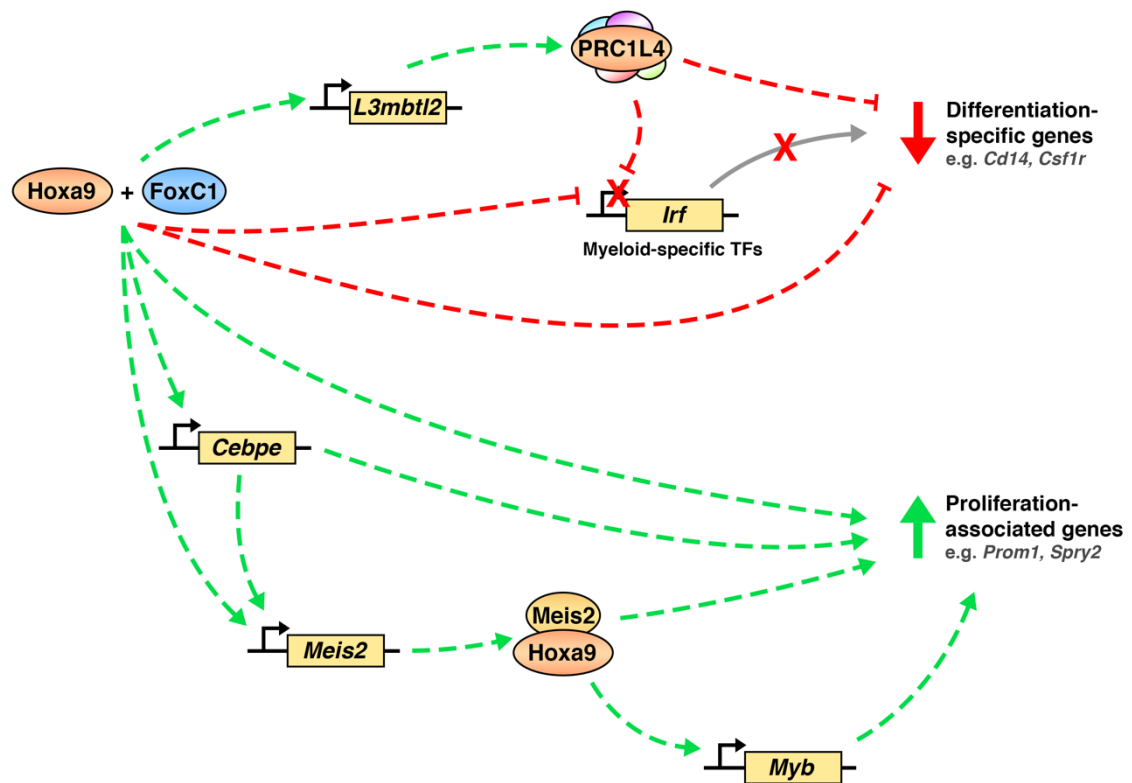 PRC1L4
L3mbtl2
Differentiation-
specific genes
e.g. Cd14, Csf1r
X
Hoxa9 + FoxC1
X
Irf
Myeloid-specific TFs
Cebpe
Proliferation-
associated genes
e.g. Prom1, Spry2
Meis2
Hoxa9
Meis2
Myb